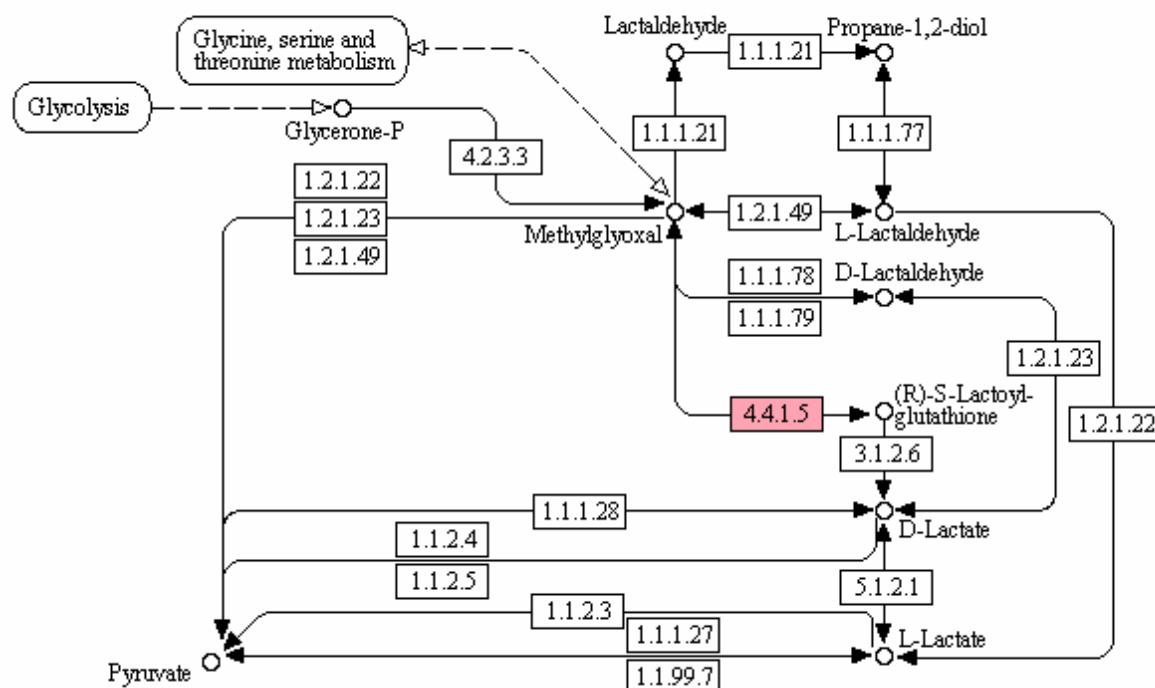 Lactaldehyde
Propane-1,2-diol
Glycine, serine and
threonine metabolism
1.1.1.21
Glycolysis
Glycerone-P
4.2.3.3
1.1.1.21
1.1.1.77
1.2.1.22
1.2.1.23
1.2.1.49
Methylglyoxal
1.2.1.49
L-Lactaldehyde
D-Lactaldehyde
1.1.1.78
1.1.1.79
1.2.1.23
4.4.1.5
(R)-S-Lactoyl-
glutathione
1.2.1.22
3.1.2.6
1.1.1.28
D-Lactate
1.1.2.4
1.1.2.5
5.1.2.1
1.1.2.3
1.1.1.27
L-Lactate
Pyruvate
1.1.99.7